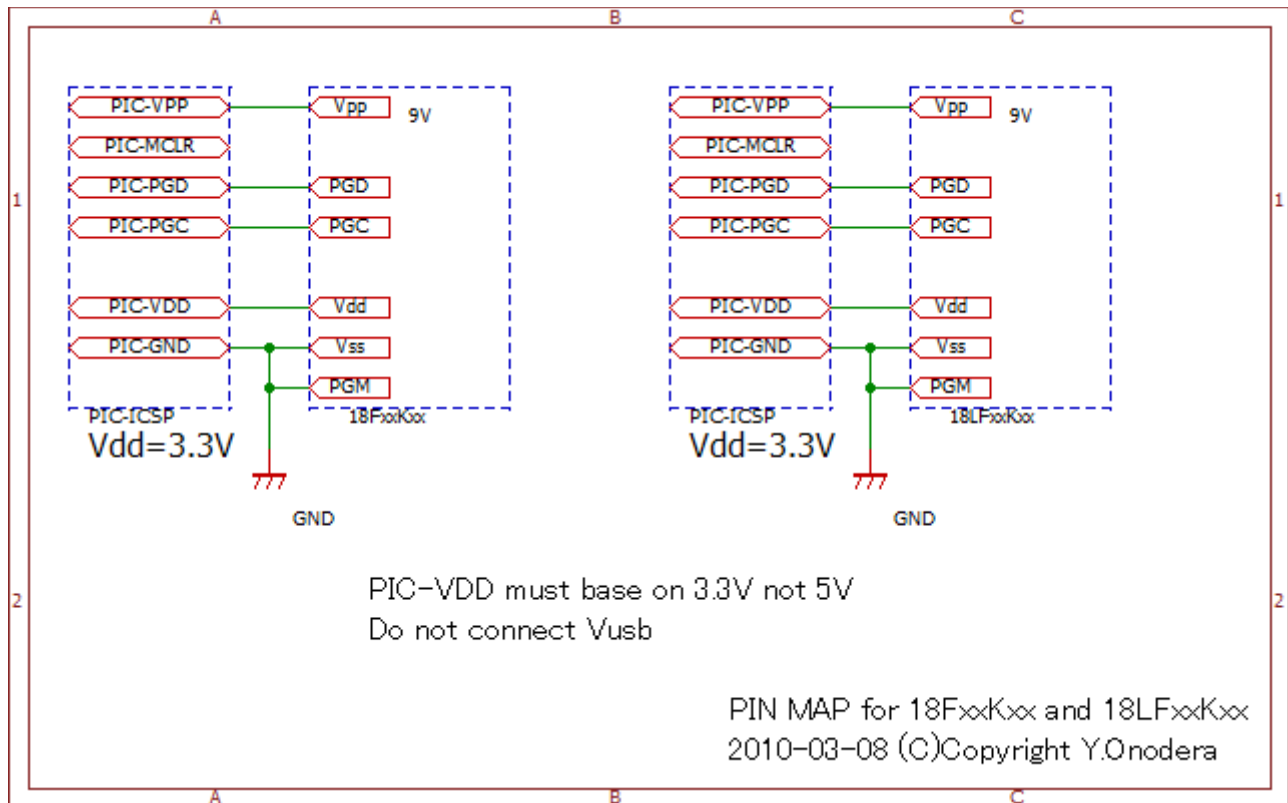 A B C
PIC-VPP Vpp 9V PIC-VPP Vpp 9V
PIC-MCLR PIC-MCLR
1 PIC-PGD PGD PIC-PGD PGD 1
PIC-PGC PGC PIC-PGC PGC
PIC-VDD Vdd PIC-VDD Vdd
PIC-GND Vss PIC-GND Vss
PGM PGM
PIC-ICSP 18FxxKxx PIC-ICSP 18LFxxKxx
Vdd=3.3V Vdd=3.3V
GND GND
2 PIC-VDD must base on 3.3V not 5V 2
Do not connect Vusb
PIN MAP for 18FxxKxx and 18LFxxKxx
2010-03-08 (C)Copyright Y.Onodera
A B C